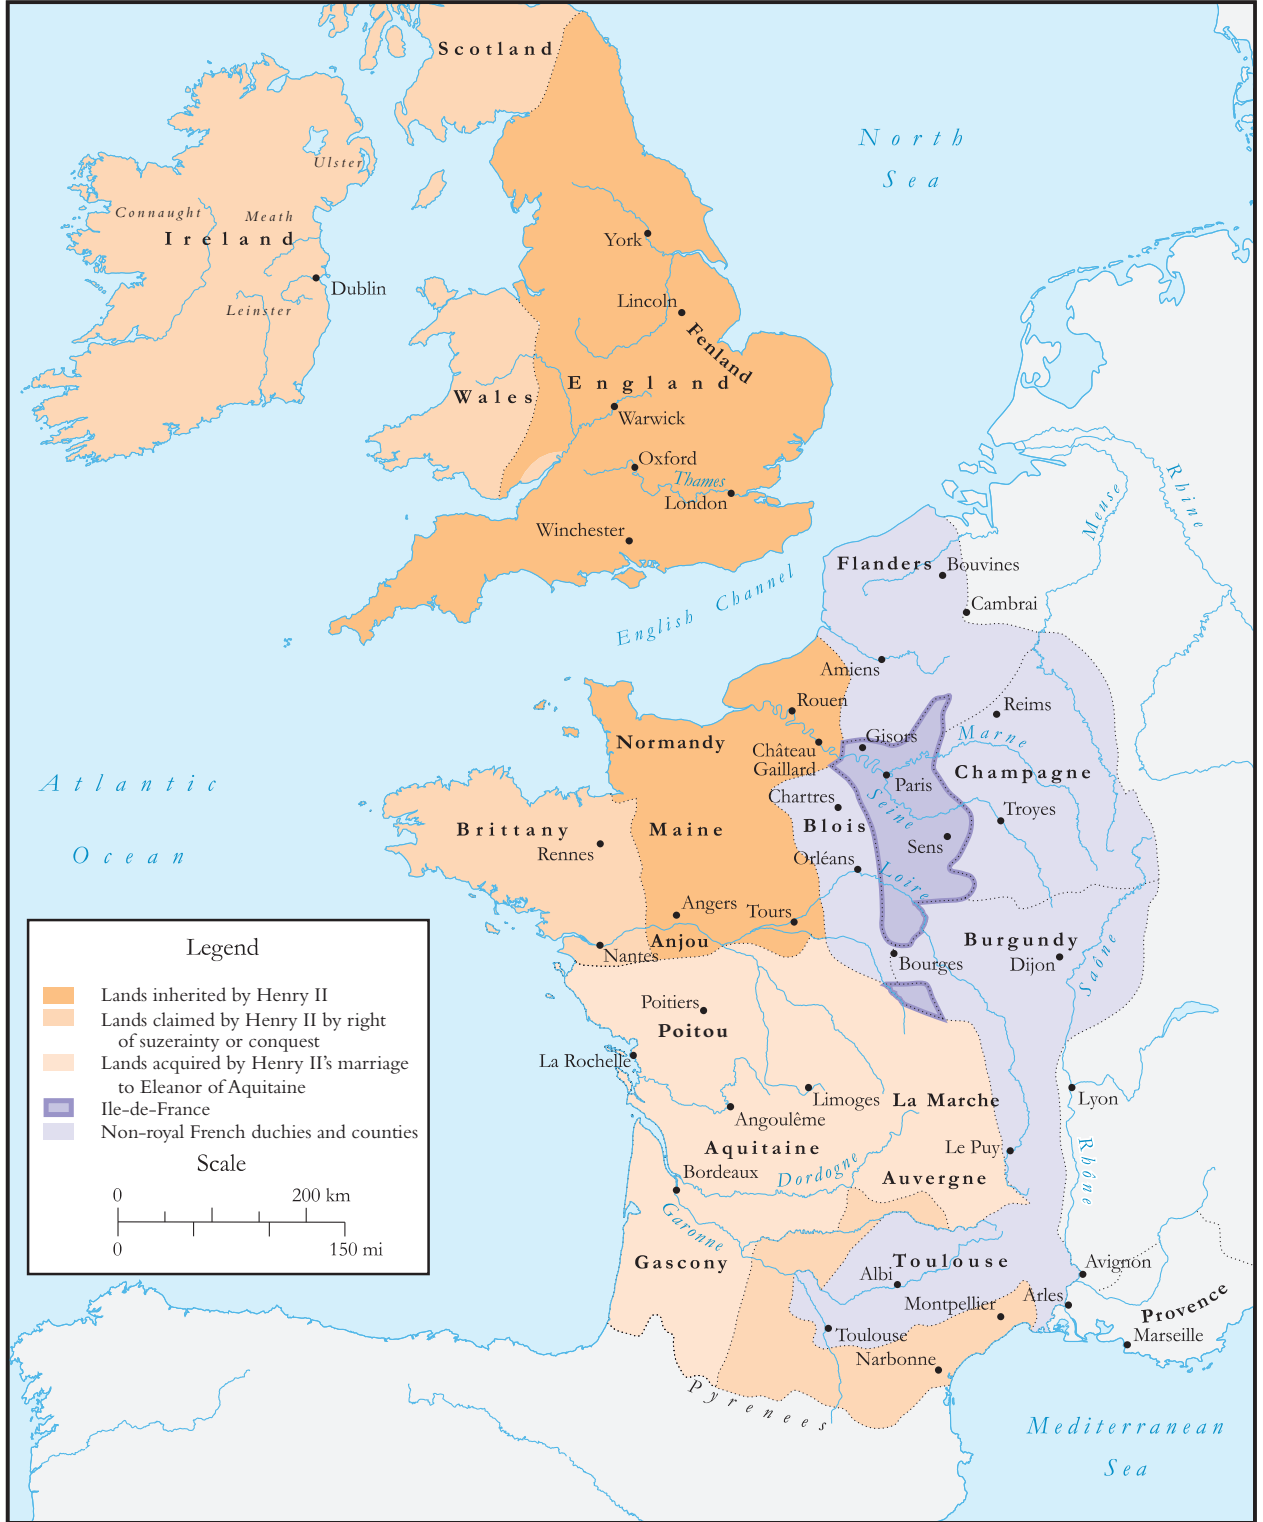 Scotland
North
Sea
Ulster
Connaught
Meath
Ireland
York
Dublin
Leinster
Lincoln
Fenland
England
Wales
Warwick
Oxford
Thames
London
Winchester
Rhine
Meuse
English Channel
Flanders
Bouvines
Cambrai
Amiens
Rouen
Reims
Normandy
Château
Gaillard
Gisors
Marne
Champagne
Paris
Seine
Chartres
Troyes
Blois
Sens
Atlantic
Ocean
Brittany
Rennes
Maine
Orléans
Loire
Angers
Tours
Anjou
Nantes
Burgundy
Dijon
Saône
Bourges
Poitiers
Poitou
La Rochelle
Limoges
La Marche
Lyon
Angoulême
Aquitaine
Le Puy
Bordeaux
Dordogne
Auvergne
Rhône
Garonne
Gascony
Toulouse
Albi
Avignon
Montpellier
Arles
Provence
Toulouse
Marseille
Narbonne
Pyrenees
Mediterranean
Sea
Legend
Lands inherited by Henry II
Lands claimed by Henry II by right
of suzerainty or conquest
Lands acquired by Henry II's marriage
to Eleanor of Aquitaine
Ile-de-France
Non-royal French duchies and counties
Scale
0 200 km
0 150 mi